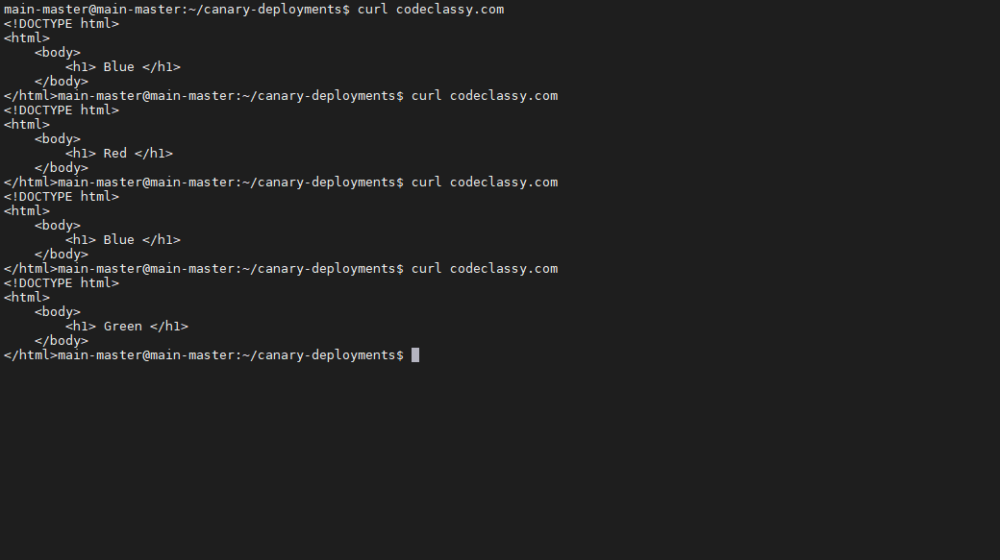 main-master@main-master:~/canary-deployments$ curl codeclassy.com
<!DOCTYPE html>
<html>
    <body>
        <h1> Blue </h1>
    </body>
</html>main-master@main-master:~/canary-deployments$ curl codeclassy.com
<!DOCTYPE html>
<html>
    <body>
        <h1> Red </h1>
    </body>
</html>main-master@main-master:~/canary-deployments$ curl codeclassy.com
<!DOCTYPE html>
<html>
    <body>
        <h1> Blue </h1>
    </body>
</html>main-master@main-master:~/canary-deployments$ curl codeclassy.com
<!DOCTYPE html>
<html>
    <body>
        <h1> Green </h1>
    </body>
</html>main-master@main-master:~/canary-deployments$